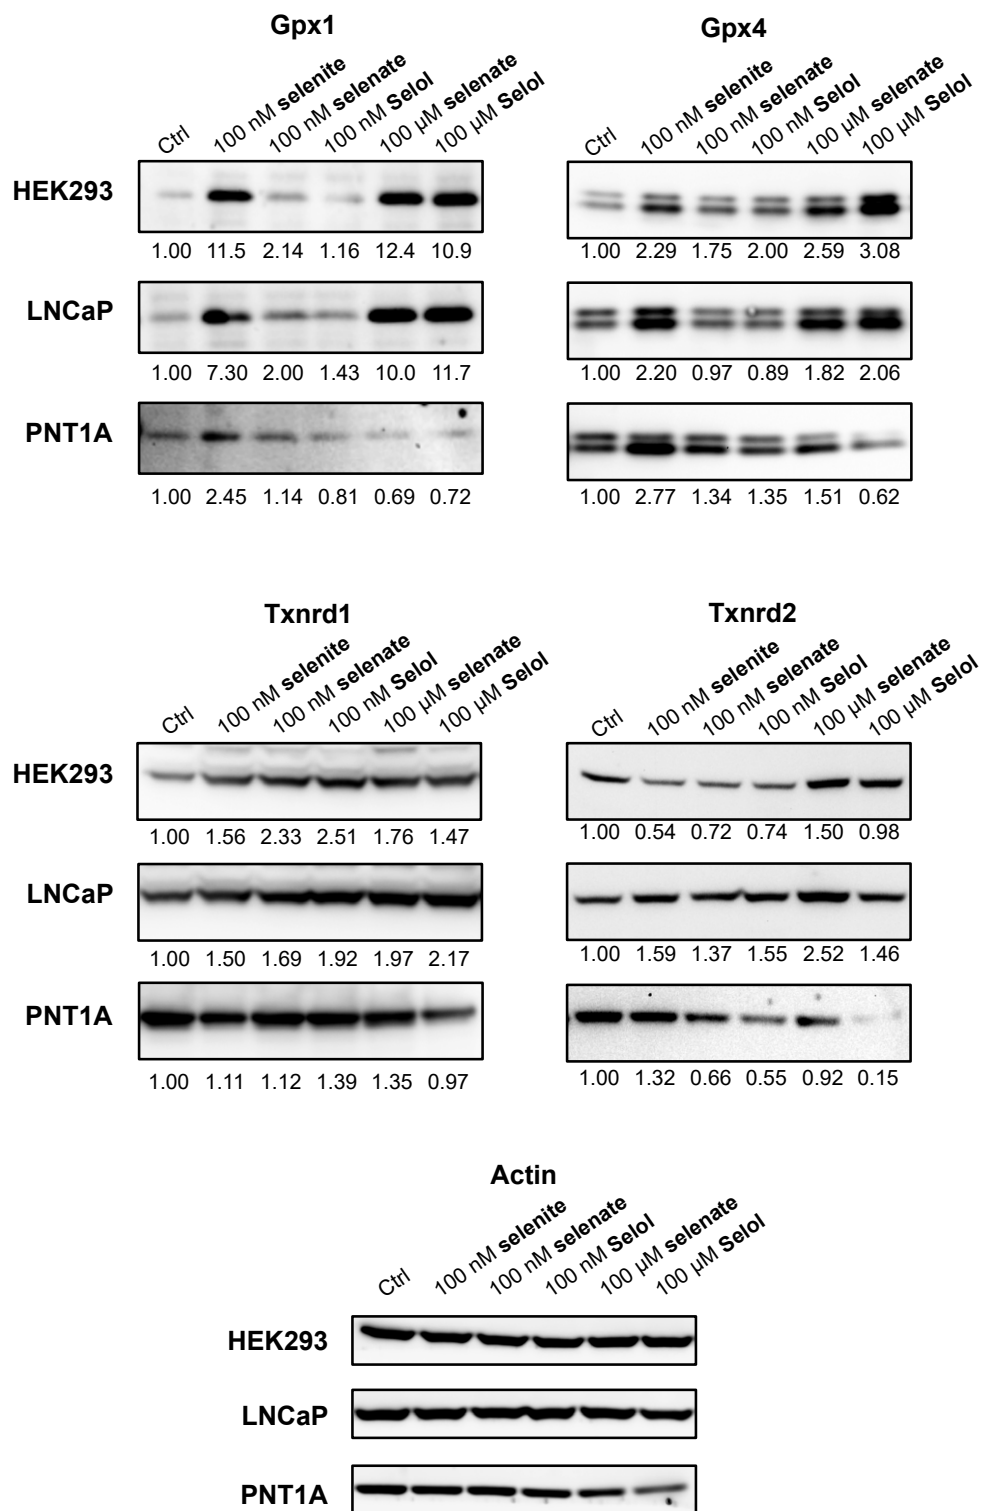 Gpx1
Ctrl
100 nM selenite
100 nM selenate
100 nM Selol
100 µM selenate
100 µM Selol
HEK293
1.00 11.5 2.14 1.16 12.4 10.9
LNCaP
1.00 7.30 2.00 1.43 10.0 11.7
PNT1A
1.00 2.45 1.14 0.81 0.69 0.72
Gpx4
Ctrl
100 nM selenite
100 nM selenate
100 nM Selol
100 µM selenate
100 µM Selol
1.00 2.29 1.75 2.00 2.59 3.08
1.00 2.20 0.97 0.89 1.82 2.06
1.00 2.77 1.34 1.35 1.51 0.62
Txnrd1
Ctrl
100 nM selenite
100 nM selenate
100 nM Selol
100 µM selenate
100 µM Selol
HEK293
1.00 1.56 2.33 2.51 1.76 1.47
LNCaP
1.00 1.50 1.69 1.92 1.97 2.17
PNT1A
1.00 1.11 1.12 1.39 1.35 0.97
Txnrd2
Ctrl
100 nM selenite
100 nM selenate
100 nM Selol
100 µM selenate
100 µM Selol
1.00 0.54 0.72 0.74 1.50 0.98
1.00 1.59 1.37 1.55 2.52 1.46
1.00 1.32 0.66 0.55 0.92 0.15
Actin
Ctrl
100 nM selenite
100 nM selenate
100 nM Selol
100 µM selenate
100 µM Selol
HEK293
LNCaP
PNT1A